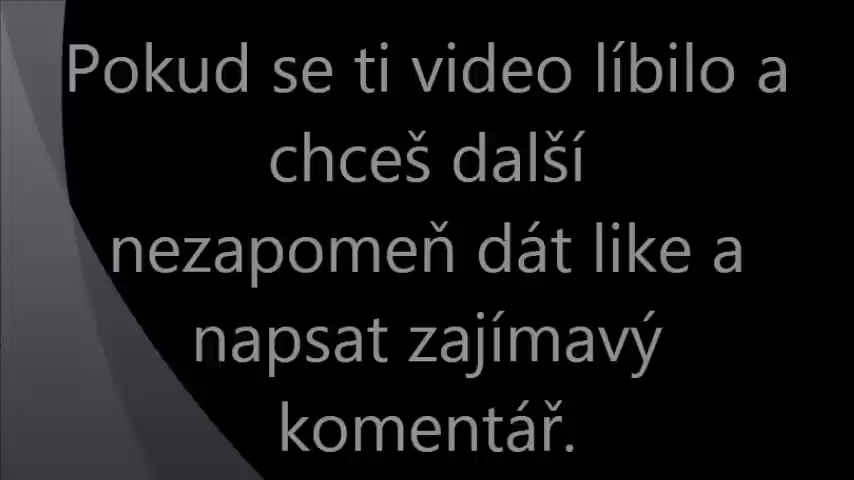 Pokud se ti video líbilo a
chceš další
nezapomeň dát like a
napsat zajímavý
komentář.